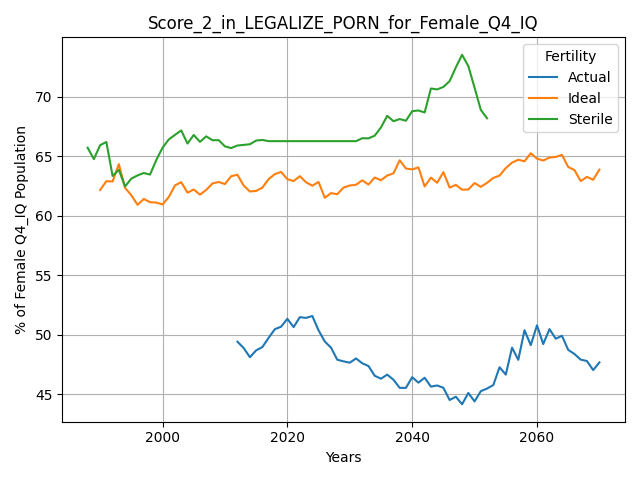 Score_2_in_LEGALIZE_PORN_for_Female_Q4_IQ
Fertility
Actual
Ideal
Sterile
% of Female Q4_IQ Population
70
65
60
55
50
45
2000
2020
2040
2060
Years